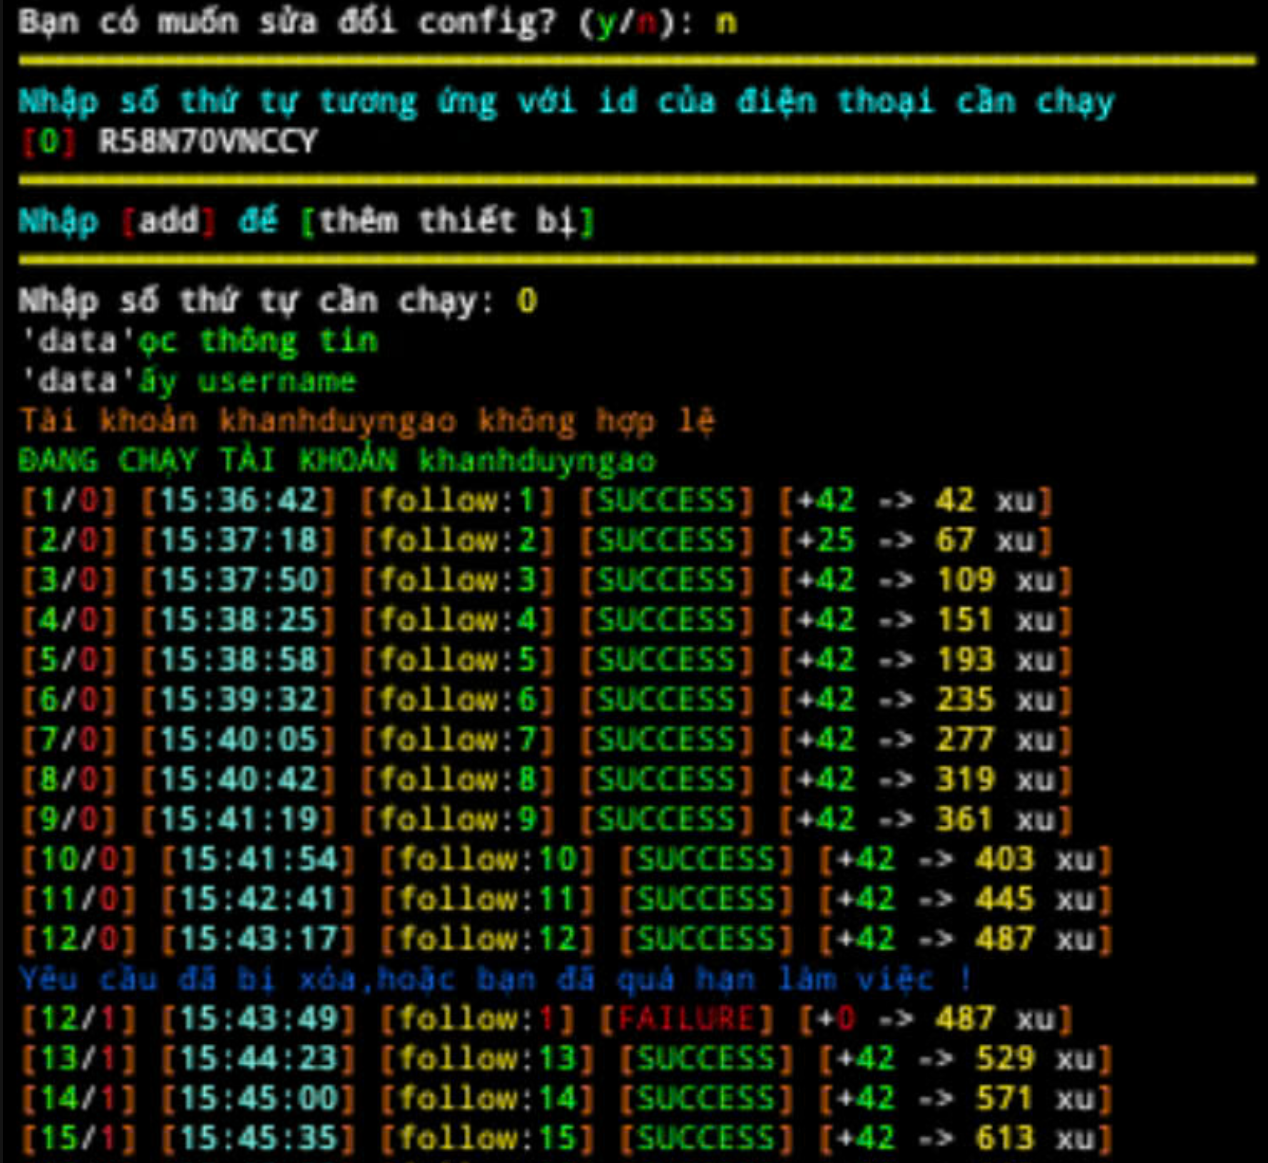 Bạn có muốn sửa đổi config? (y/n): n
Nhập số thứ tự tương ứng với id của điện thoại cần chạy
[0] R58N70VNCCY
Nhập [add] để [thêm thiết bị]
Nhập số thứ tự cần chạy: 0
'data'ọc thông tin
'data'ấy username
Tài khoản khanhduyngao không hợp lệ
ĐANG CHẠY TÀI KHOẢN khanhduyngao
[1/0] [15:36:42] [follow:1] [SUCCESS] [+42 -> 42 xu]
[2/0] [15:37:18] [follow:2] [SUCCESS] [+25 -> 67 xu]
[3/0] [15:37:50] [follow:3] [SUCCESS] [+42 -> 109 xu]
[4/0] [15:38:25] [follow:4] [SUCCESS] [+42 -> 151 xu]
[5/0] [15:38:58] [follow:5] [SUCCESS] [+42 -> 193 xu]
[6/0] [15:39:32] [follow:6] [SUCCESS] [+42 -> 235 xu]
[7/0] [15:40:05] [follow:7] [SUCCESS] [+42 -> 277 xu]
[8/0] [15:40:42] [follow:8] [SUCCESS] [+42 -> 319 xu]
[9/0] [15:41:19] [follow:9] [SUCCESS] [+42 -> 361 xu]
[10/0] [15:41:54] [follow:10] [SUCCESS] [+42 -> 403 xu]
[11/0] [15:42:41] [follow:11] [SUCCESS] [+42 -> 445 xu]
[12/0] [15:43:17] [follow:12] [SUCCESS] [+42 -> 487 xu]
Yêu cầu đã bị xóa,hoặc bạn đã quá hạn làm việc !
[12/1] [15:43:49] [follow:1] [FAILURE] [+0 -> 487 xu]
[13/1] [15:44:23] [follow:13] [SUCCESS] [+42 -> 529 xu]
[14/1] [15:45:00] [follow:14] [SUCCESS] [+42 -> 571 xu]
[15/1] [15:45:35] [follow:15] [SUCCESS] [+42 -> 613 xu]